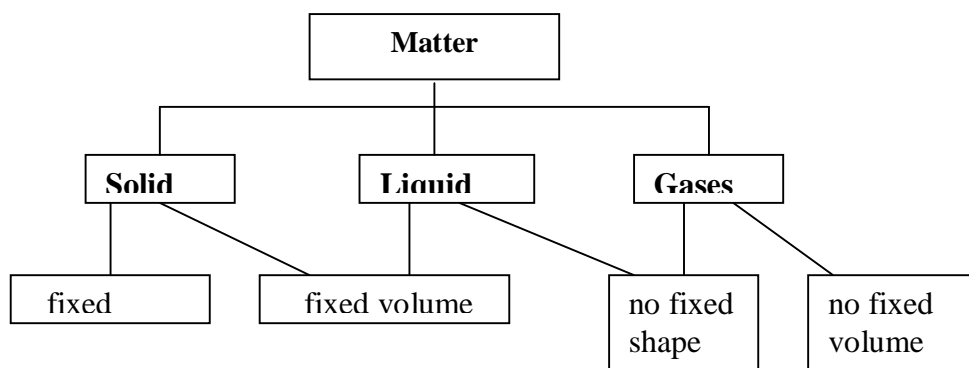 Matter
Solid
Liquid
Gases
fixed
fixed volume
no fixed
shape
no fixed
volume